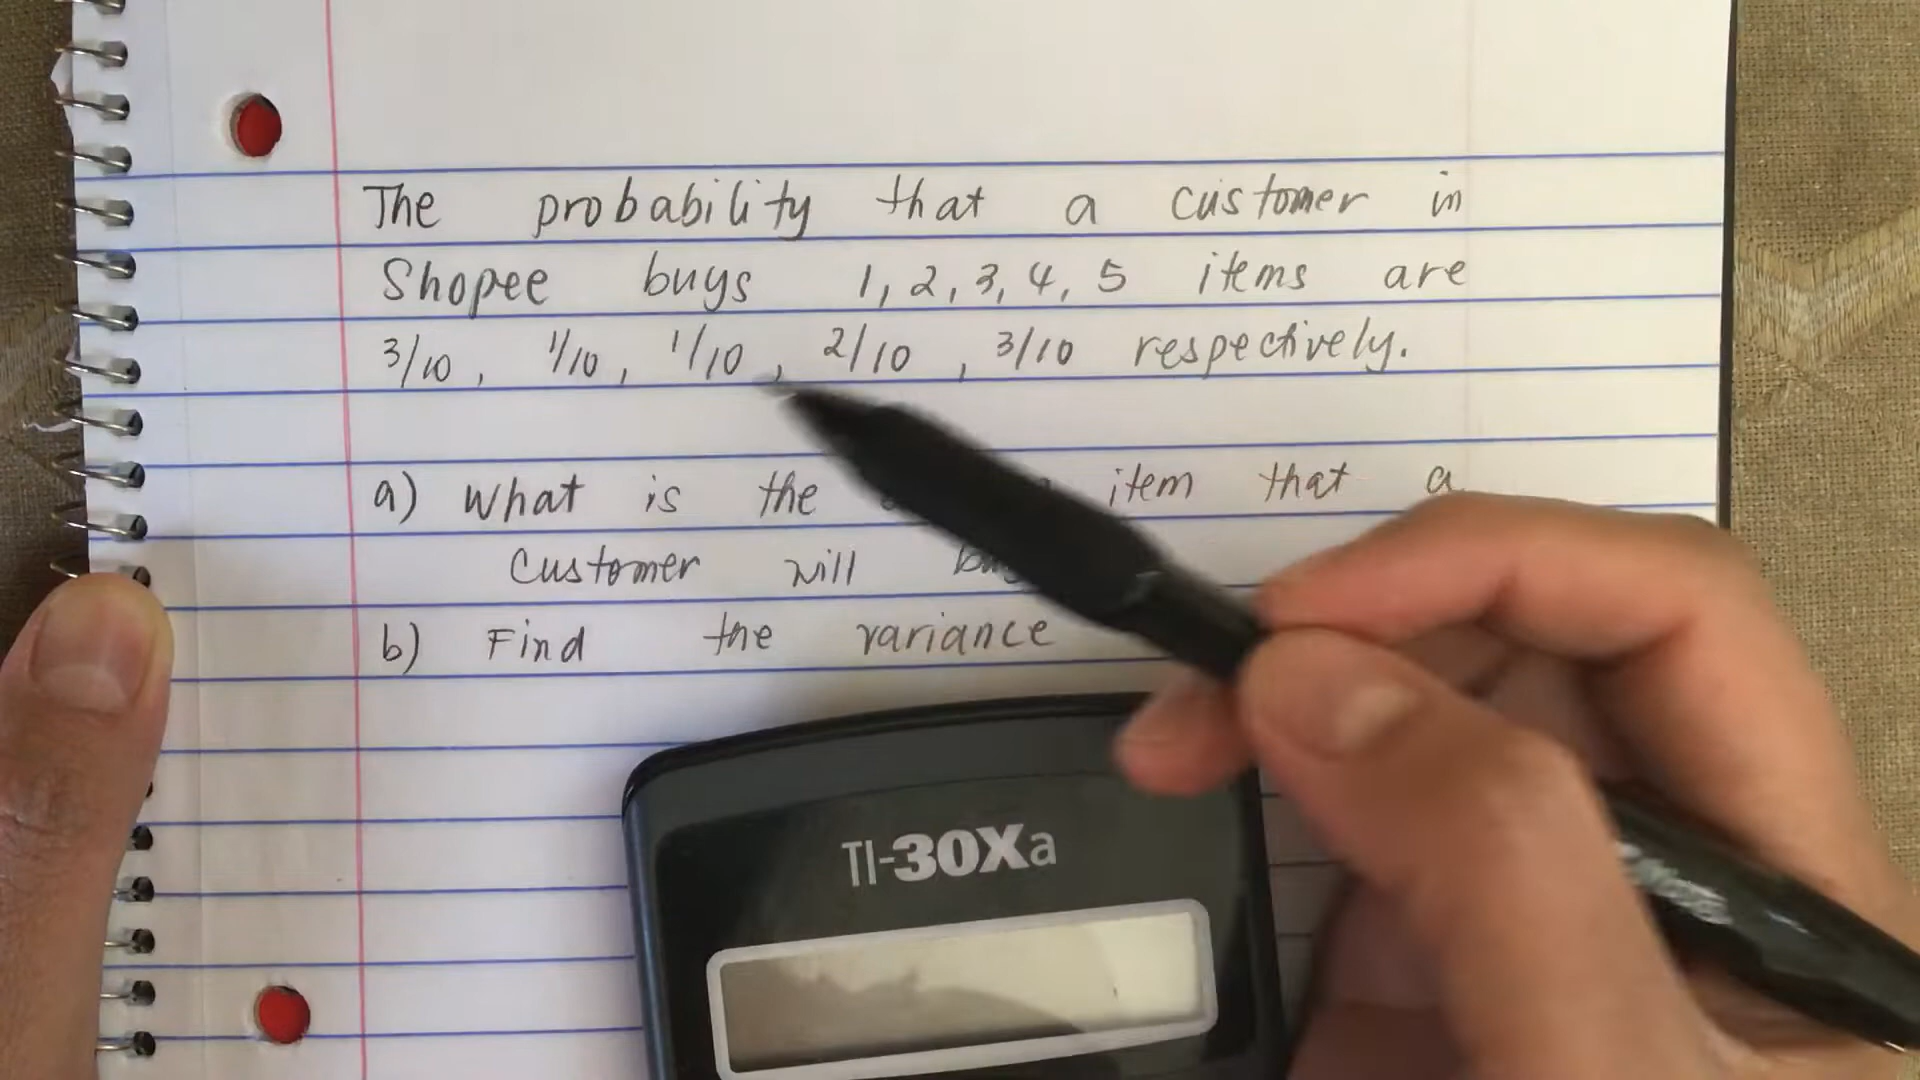 The probability that a customer in
Shopee buys 1, 2, 3, 4, 5 items are
3/10, 1/10, 1/10, 2/10, 3/10 respectively.
a) What is the item that a
customer will
b) Find the variance
TI-30Xa